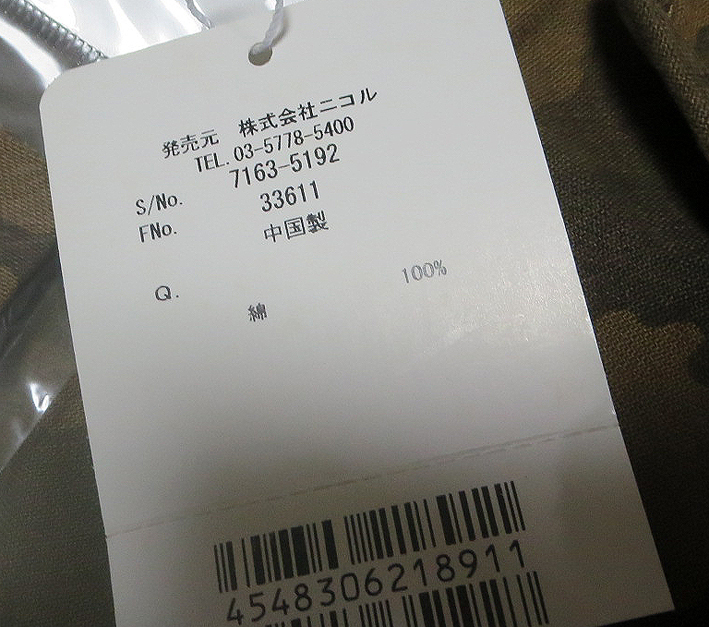 発売元 株式会社ニコル
TEL.03-5778-5400
S/No. 7163-5192
FNo. 33611
中国製
Q. 100%
綿
4548306218911